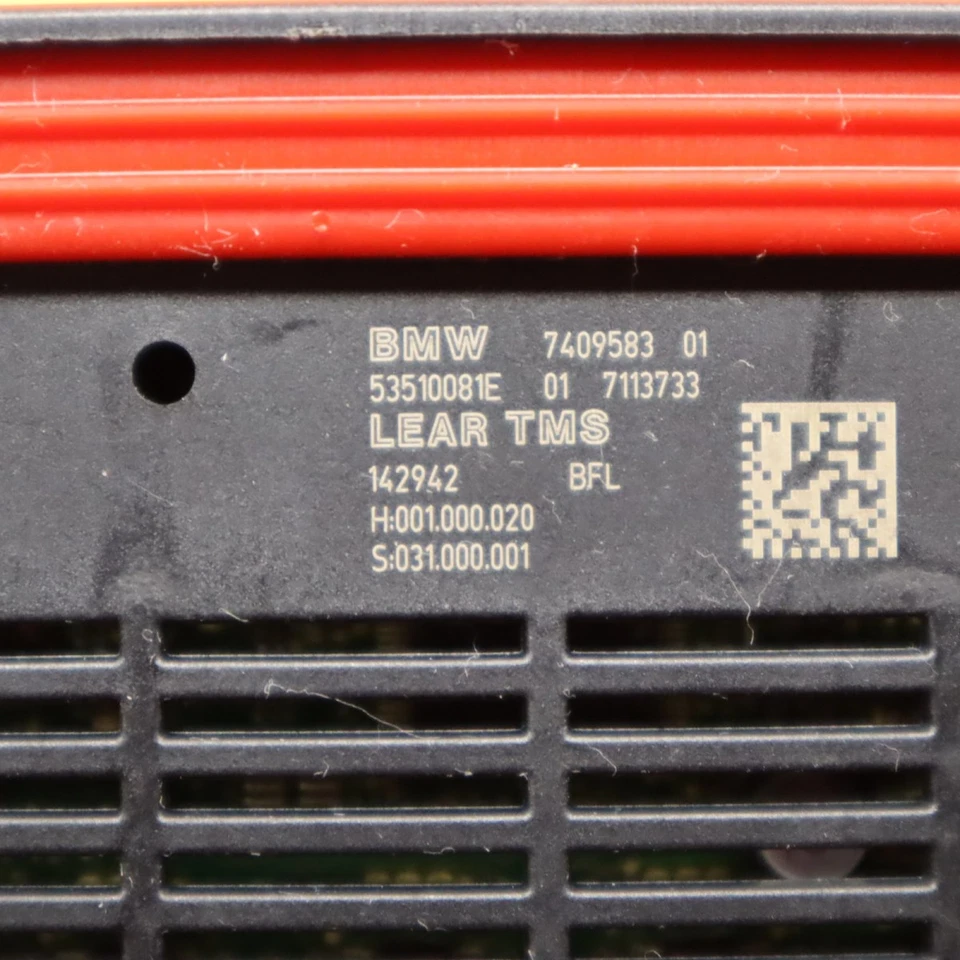 BMW 7409583 01
53510081E 01 7113733
LEAR TMS
142942 BFL
H:001.000.020
S:031.000.001